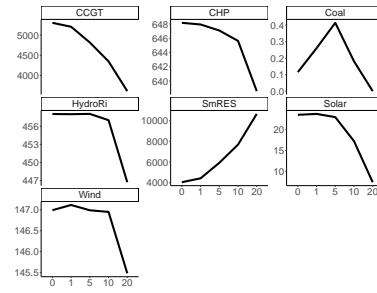 CCGT
CHP
Coal
5000
4000
648
646
644
642
640
0.4
0.3
0.2
0.1
0.0
HydroRi
SmRES
Solar
456
453
450
447
10000
8000
6000
4000
20
10
0 1 5 10 20
0 1 5 10 20
Wind
147.0
146.5
146.0
145.5
0 1 5 10 20